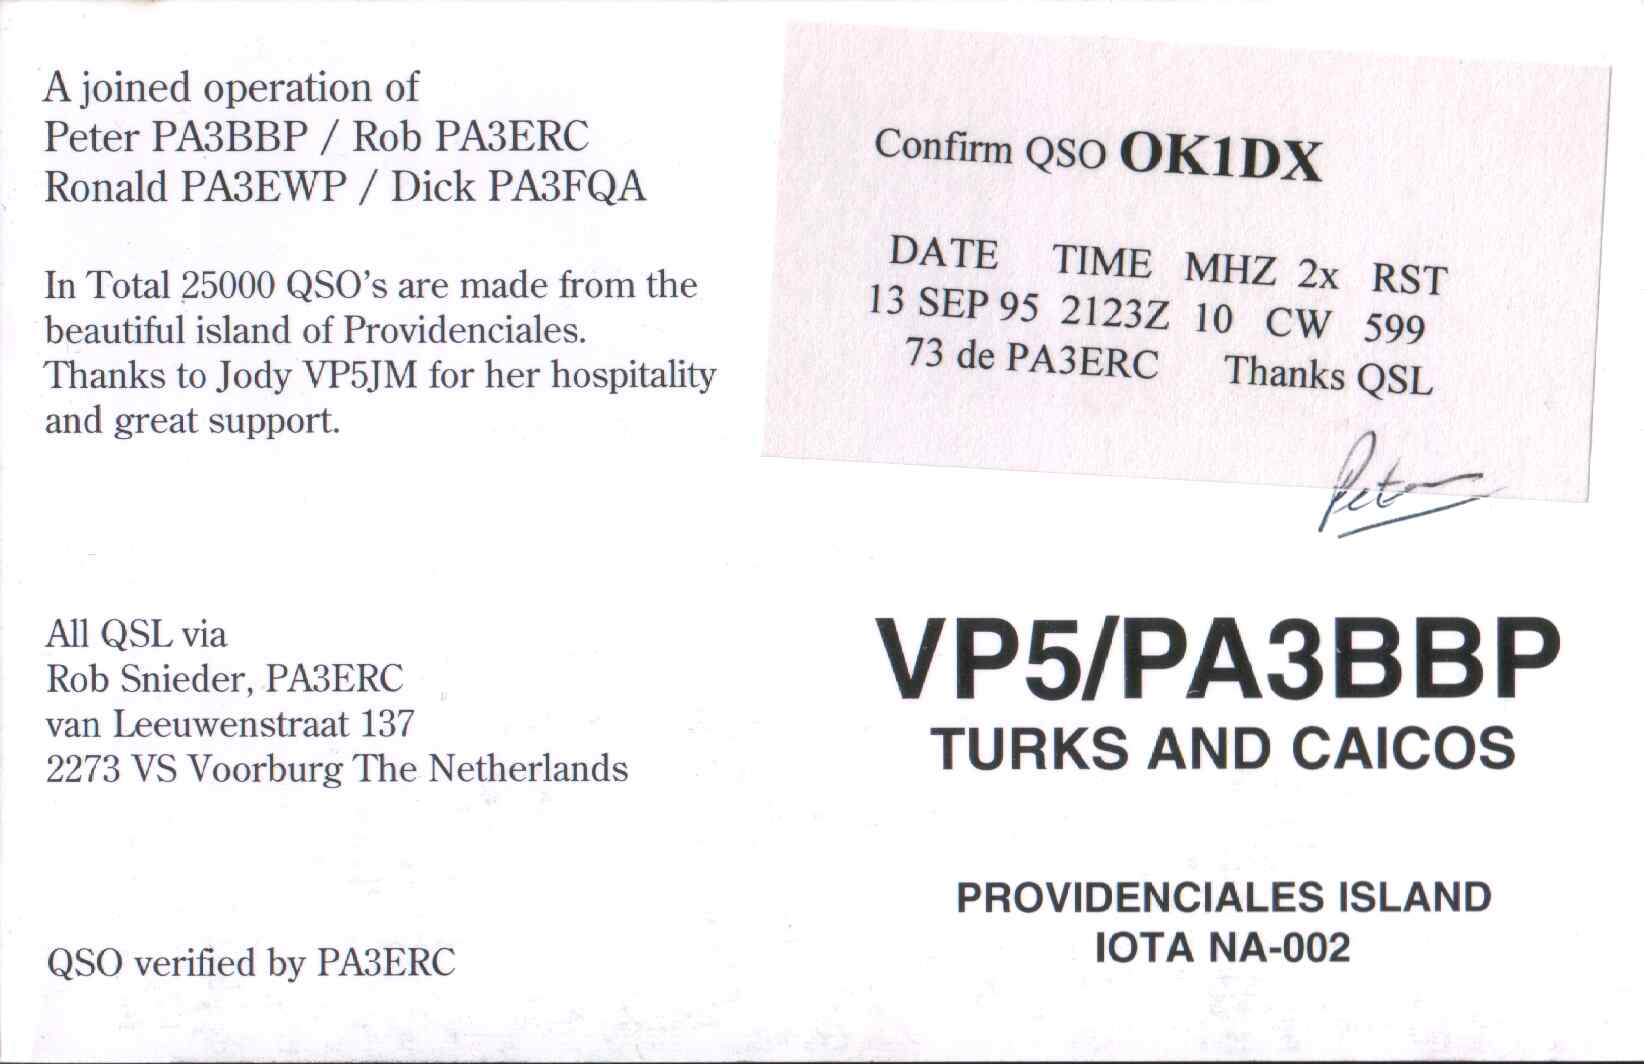 A joined operation of
Peter PA3BBP / Rob PA3ERC
Ronald PA3EWP / Dick PA3FQA
In Total 25000 QSO's are made from the
beautiful island of Providenciales.
Thanks to Jody VP5JM for her hospitality
and great support.
All QSL via
Rob Snieder, PA3ERC
van Leeuwenstraat 137
2273 VS Voorburg The Netherlands
QSO verified by PA3ERC
Confirm QSO OK1DX
DATE TIME MHZ 2x RST
13 SEP 95 2123Z 10 CW 599
73 de PA3ERC Thanks QSL
Peter
VP5/PA3BBP
TURKS AND CAICOS
PROVIDENCIALES ISLAND
IOTA NA-002